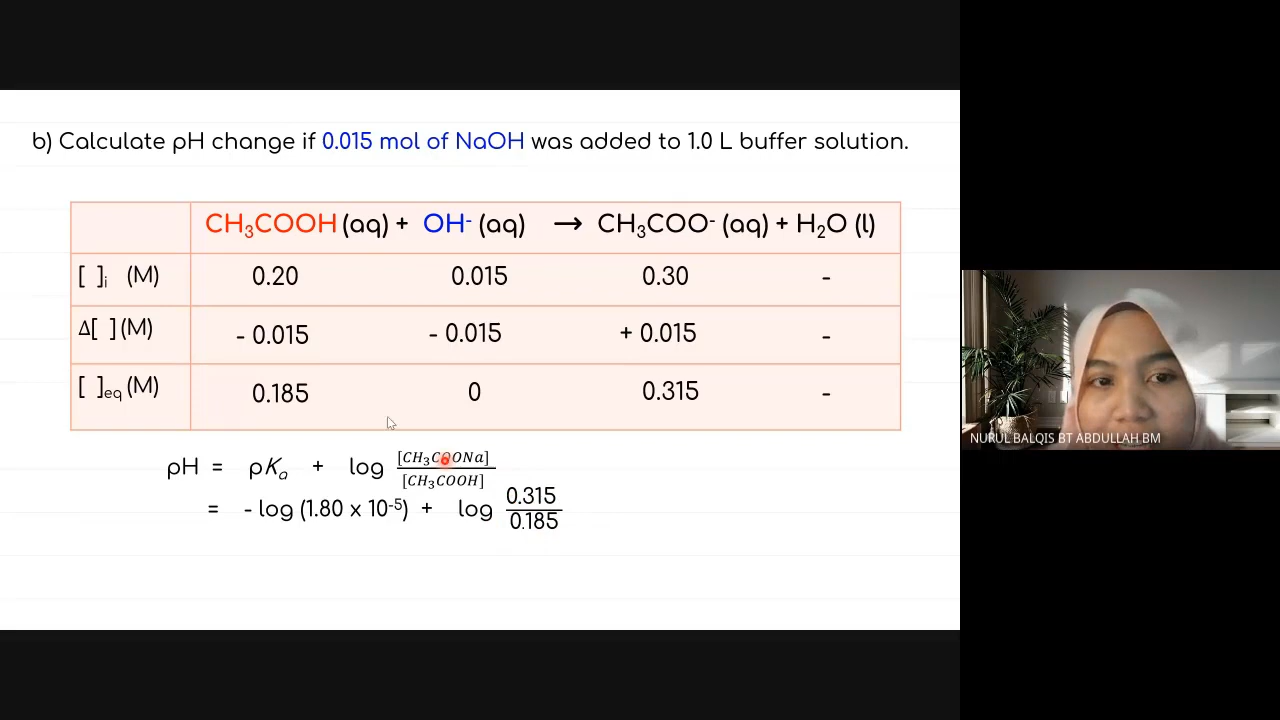 b) Calculate pH change if 0.015 mol of NaOH was added to 1.0 L buffer solution.
CH₃COOH (aq) + OH⁻ (aq) → CH₃COO⁻ (aq) + H₂O (l)
[ ]ᵢ (M) 0.20 0.015 0.30 -
Δ[ ] (M) - 0.015 - 0.015 + 0.015 -
[ ]eq (M) 0.185 0 0.315 -
pH = pKₐ + log [CH₃COONa] / [CH₃COOH]
= - log (1.80 x 10⁻⁵) + log 0.315 / 0.185
NURUL BALQIS BT ABDULLAH BM